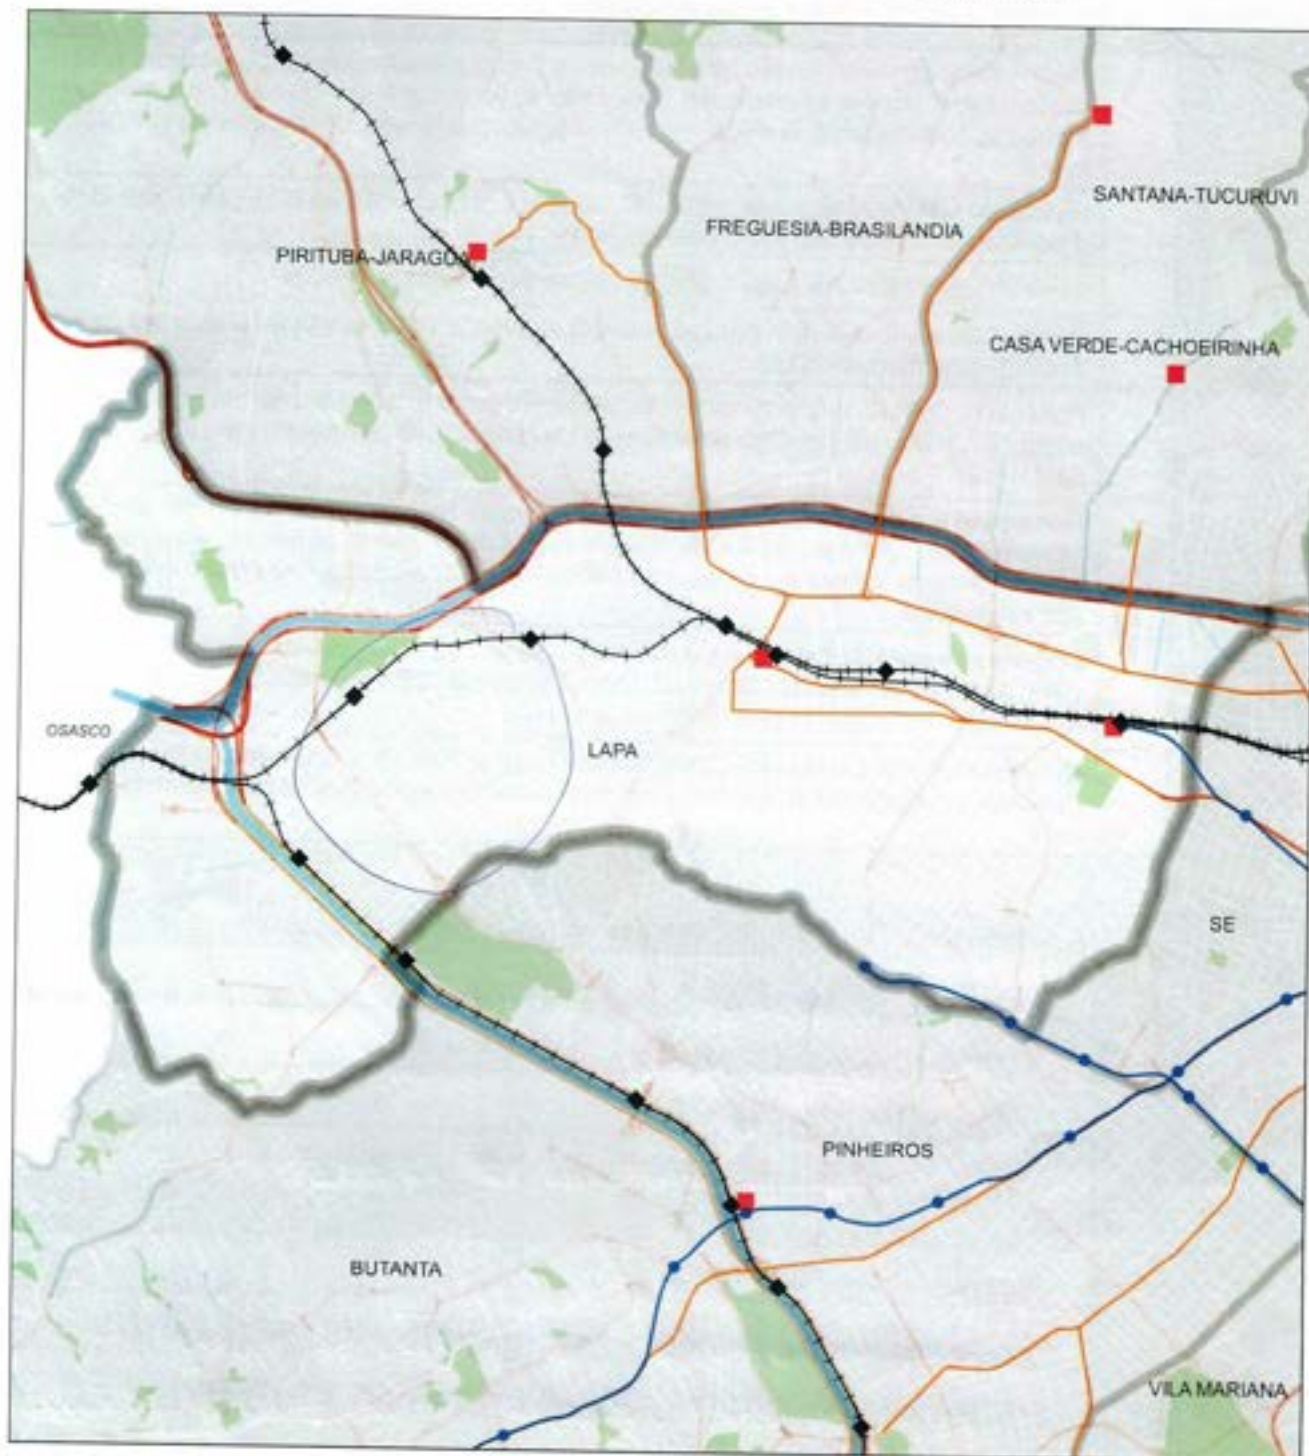 SANTANA-TUCURUVI
FREGUESIA-BRASILANDIA
PIRITUBA-JARAGUA
CASA VERDE-CACHOEIRINHA
OSASCO
LAPA
SE
PINHEIROS
BUTANTA
VILA MARIANA